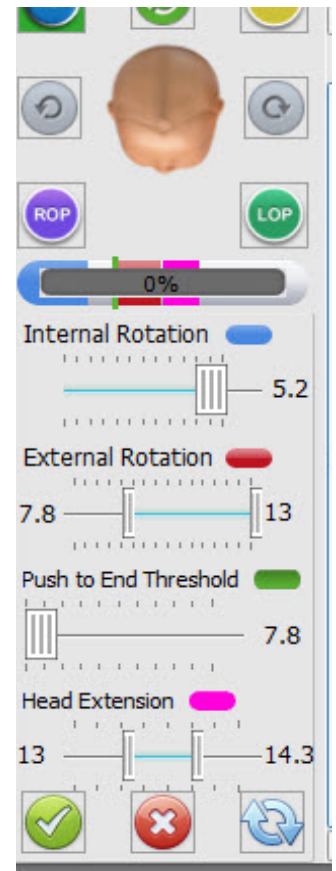 ROP
LOP
0%
Internal Rotation
5.2
External Rotation
7.8 13
Push to End Threshold
7.8
Head Extension
13 14.3